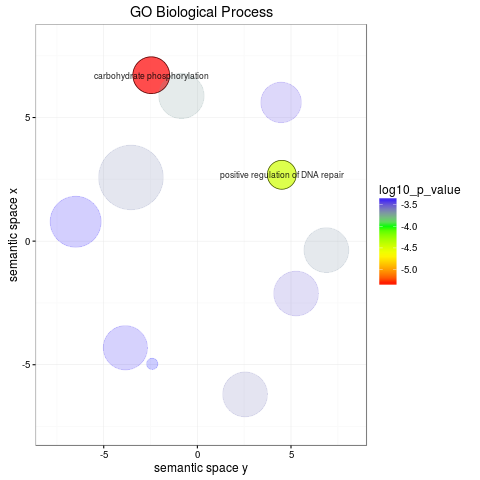 GO Biological Process
carbohydrate phosphorylation
positive regulation of DNA repair
log10_p_value
-3.5
-4.0
-4.5
-5.0
semantic space x
5
0
-5
-5
0
5
semantic space y